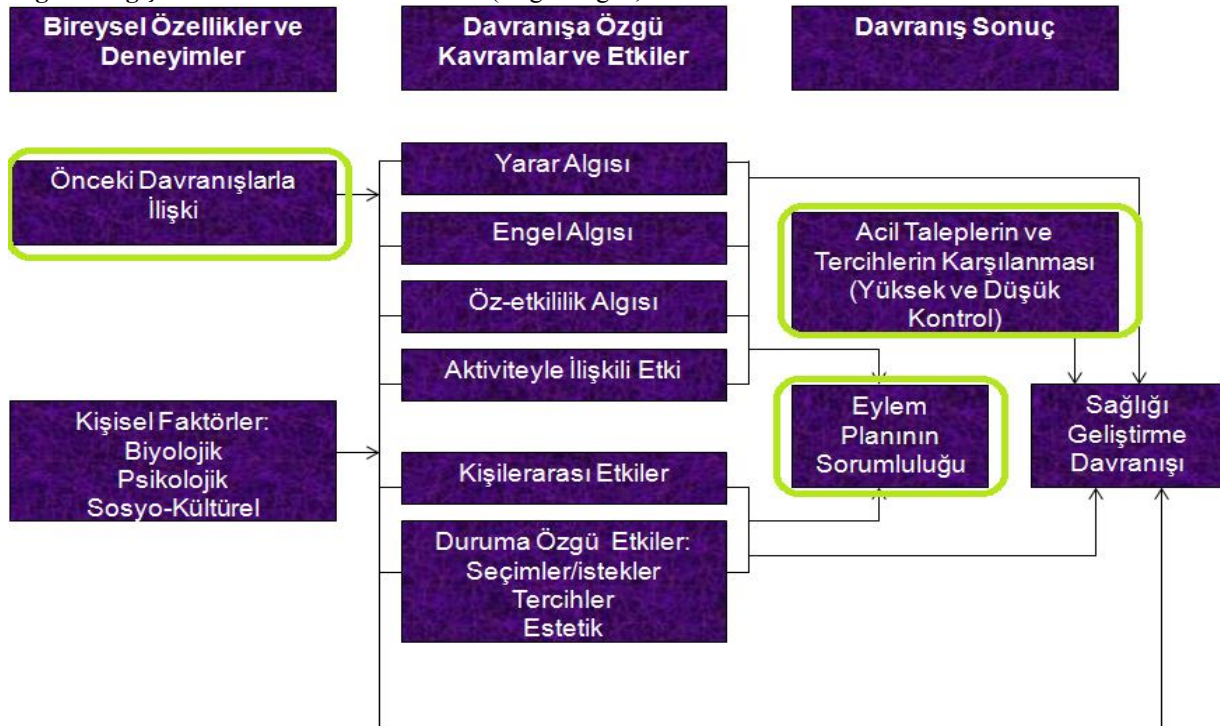 Bireysel Özellikler ve
Deneyimler
Davranışa Özgü
Kavramlar ve Etkiler
Davranış Sonuç
Önceki Davranışlarla
İlişki
Kişisel Faktörler:
Biyolojik
Psikolojik
Sosyo-Kültürel
Yarar Algısı
Engel Algısı
Öz-etkililik Algısı
Aktiviteyle İlişkili Etki
Kişilerarası Etkiler
Duruma Özgü Etkiler:
Seçimler/istekler
Tercihler
Estetik
Acil Taleplerin ve
Tercihlerin Karşılanması
(Yüksek ve Düşük
Kontrol)
Eylem
Planının
Sorumluluğu
Sağlığı
Geliştirme
Davranışı